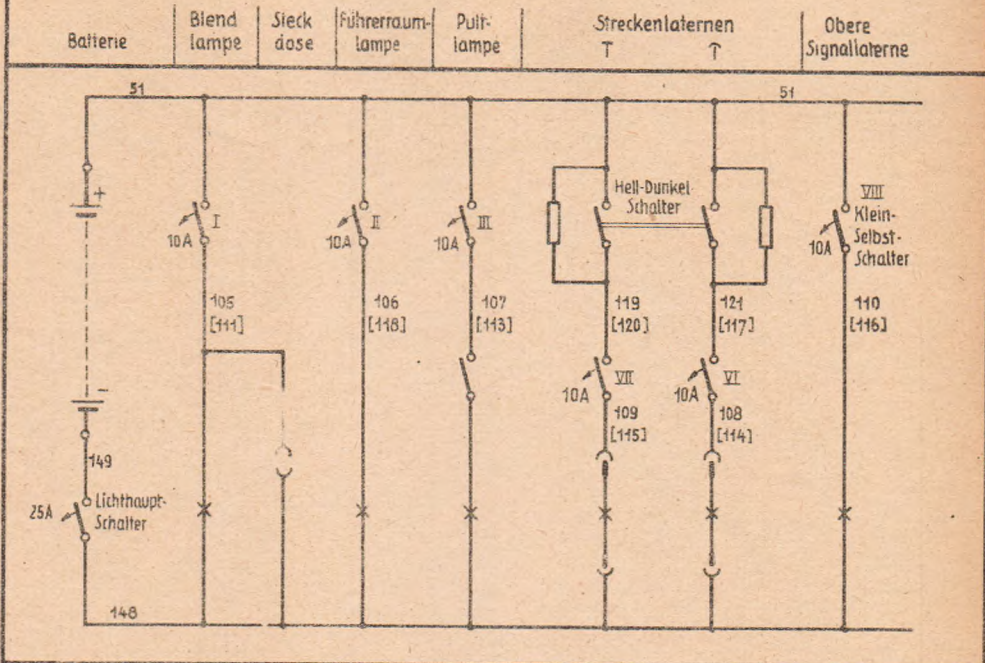 Batterie
Blend
lampe
Steck
dose
Führerraum-
lampe
Pult-
lampe
Streckenlaternen
Obere
Signallaterne
51
51
+
I
10A
II
10A
III
10A
Hell-Dunkel
Schalter
VIII
Klein-
Selbst-
Schalter
10A
105
[111]
106
[118]
107
[113]
119
[120]
121
[117]
110
[116]
-
VII
10A
VI
10A
109
[115]
108
[114]
149
25A
Lichthaupt-
Schalter
148